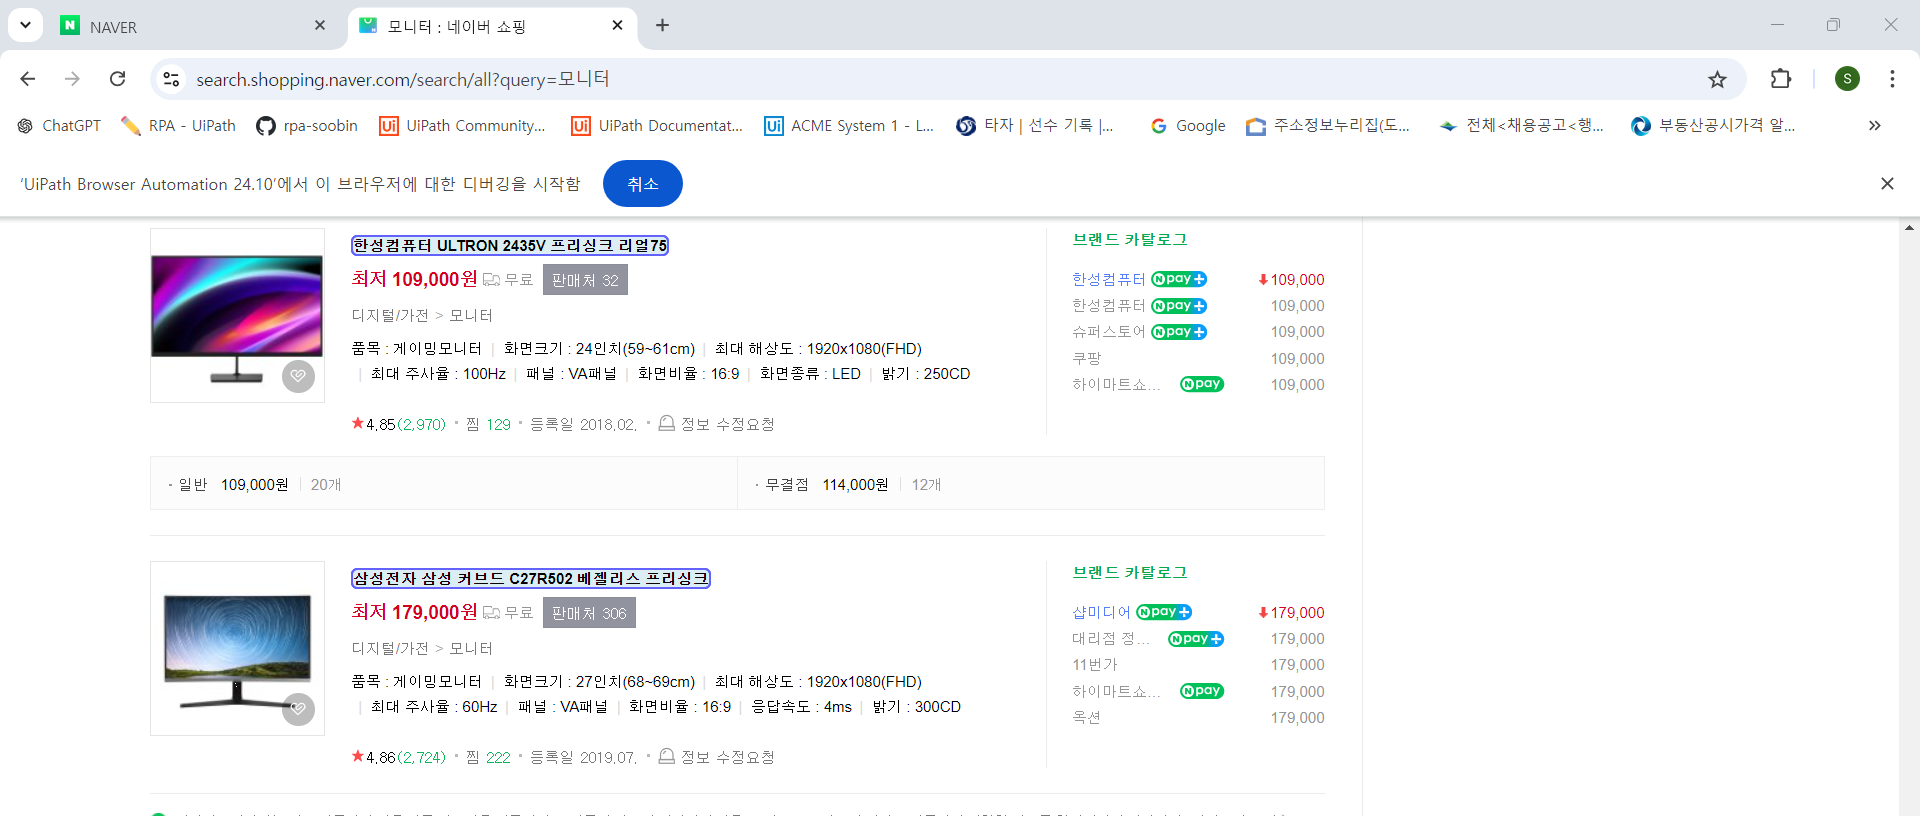 NAVER
모니터 : 네이버 쇼핑
search.shopping.naver.com/search/all?query=모니터
S
ChatGPT
RPA - UiPath
rpa-soobin
UiPath Community...
UiPath Documentat...
ACME System 1 - L...
타자 | 선수 기록 |...
Google
주소정보누리집(도...
전체<채용공고<행...
부동산공시가격 알...
'UiPath Browser Automation 24.10'에서 이 브라우저에 대한 디버깅을 시작함
취소
한성컴퓨터 ULTRON 2435V 프리싱크 리얼75
최저 109,000원 무료 판매처 32
디지털/가전 > 모니터
품목 : 게이밍모니터 | 화면크기 : 24인치(59~61cm) | 최대 해상도 : 1920x1080(FHD)
| 최대 주사율 : 100Hz | 패널 : VA패널 | 화면비율 : 16:9 | 화면종류 : LED | 밝기 : 250CD
★4.85(2,970) · 찜 129 · 등록일 2018.02. · 정보 수정요청
브랜드 카탈로그
한성컴퓨터 N pay+ 109,000
한성컴퓨터 N pay+ 109,000
슈퍼스토어 N pay+ 109,000
쿠팡 109,000
하이마트쇼... N pay 109,000
· 일반 109,000원 | 20개
· 무결점 114,000원 | 12개
삼성전자 삼성 커브드 C27R502 베젤리스 프리싱크
최저 179,000원 무료 판매처 306
디지털/가전 > 모니터
품목 : 게이밍모니터 | 화면크기 : 27인치(68~69cm) | 최대 해상도 : 1920x1080(FHD)
| 최대 주사율 : 60Hz | 패널 : VA패널 | 화면비율 : 16:9 | 응답속도 : 4ms | 밝기 : 300CD
★4.86(2,724) · 찜 222 · 등록일 2019.07. · 정보 수정요청
브랜드 카탈로그
샵미디어 N pay+ 179,000
대리점 정... N pay+ 179,000
11번가 179,000
하이마트쇼... N pay 179,000
옥션 179,000